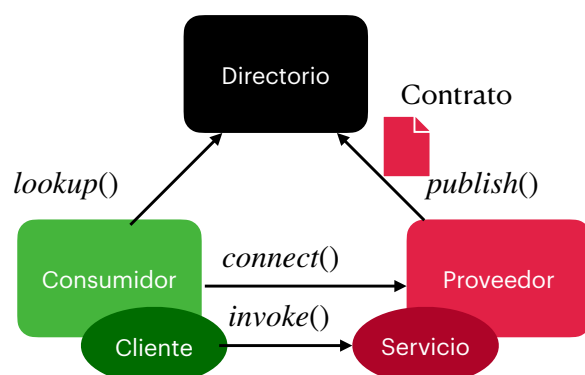 Directorio
Contrato
lookup()
publish()
Consumidor
connect()
Proveedor
Cliente
invoke()
Servicio